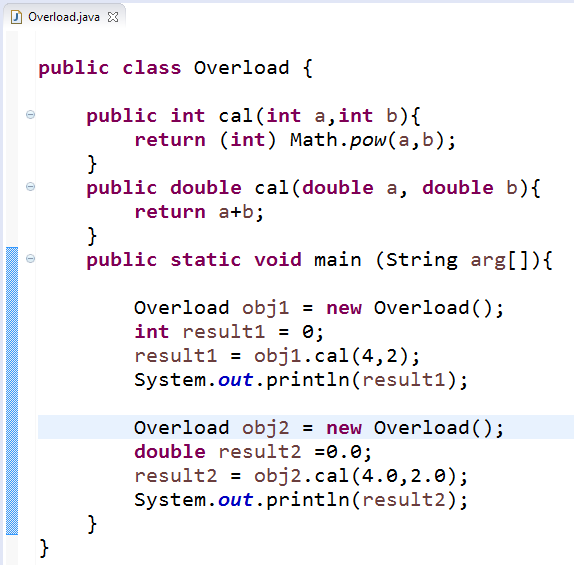 Overload.java
public class Overload {
public int cal(int a,int b){
return (int) Math.pow(a,b);
}
public double cal(double a, double b){
return a+b;
}
public static void main (String arg[]){
Overload obj1 = new Overload();
int result1 = 0;
result1 = obj1.cal(4,2);
System.out.println(result1);
Overload obj2 = new Overload();
double result2 =0.0;
result2 = obj2.cal(4.0,2.0);
System.out.println(result2);
}
}